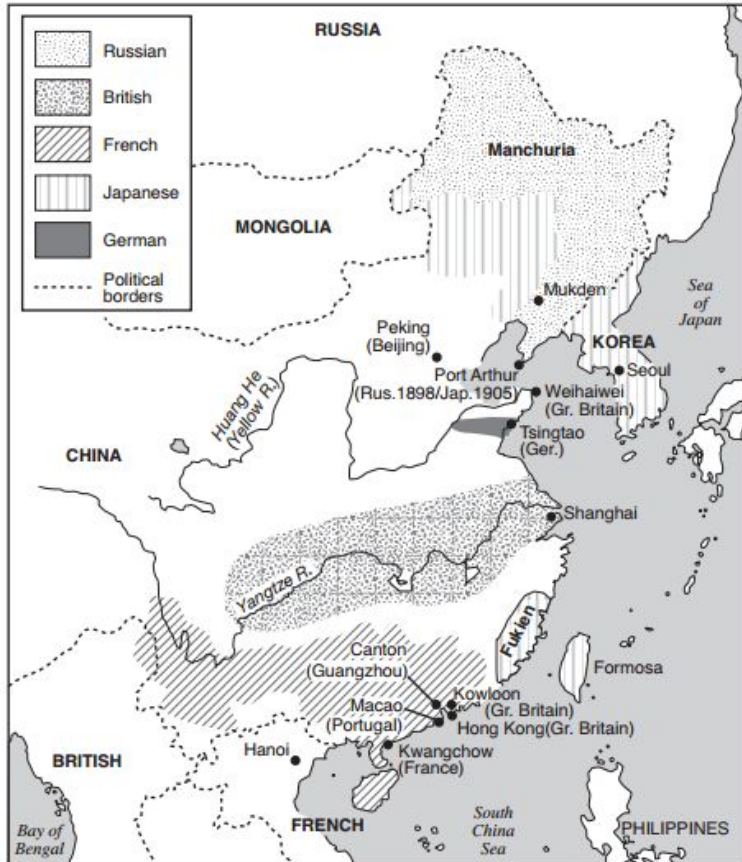 Russian
British
French
Japanese
German
Political
borders
RUSSIA
Manchuria
MONGOLIA
Mukden
Sea
of
Japan
Peking
(Beijing)
KOREA
Port Arthur
(Rus.1898/Jap.1905)
Seoul
Weihaiwei
(Gr. Britain)
Huang He
(Yellow R.)
Tsingtao
(Ger.)
CHINA
Shanghai
Yangtze R.
Fukien
Canton
(Guangzhou)
Formosa
Kowloon
(Gr. Britain)
Macao
(Portugal)
Hong Kong(Gr. Britain)
Hanoi
Kwangchow
(France)
BRITISH
FRENCH
Bay of
Bengal
South
China
Sea
PHILIPPINES